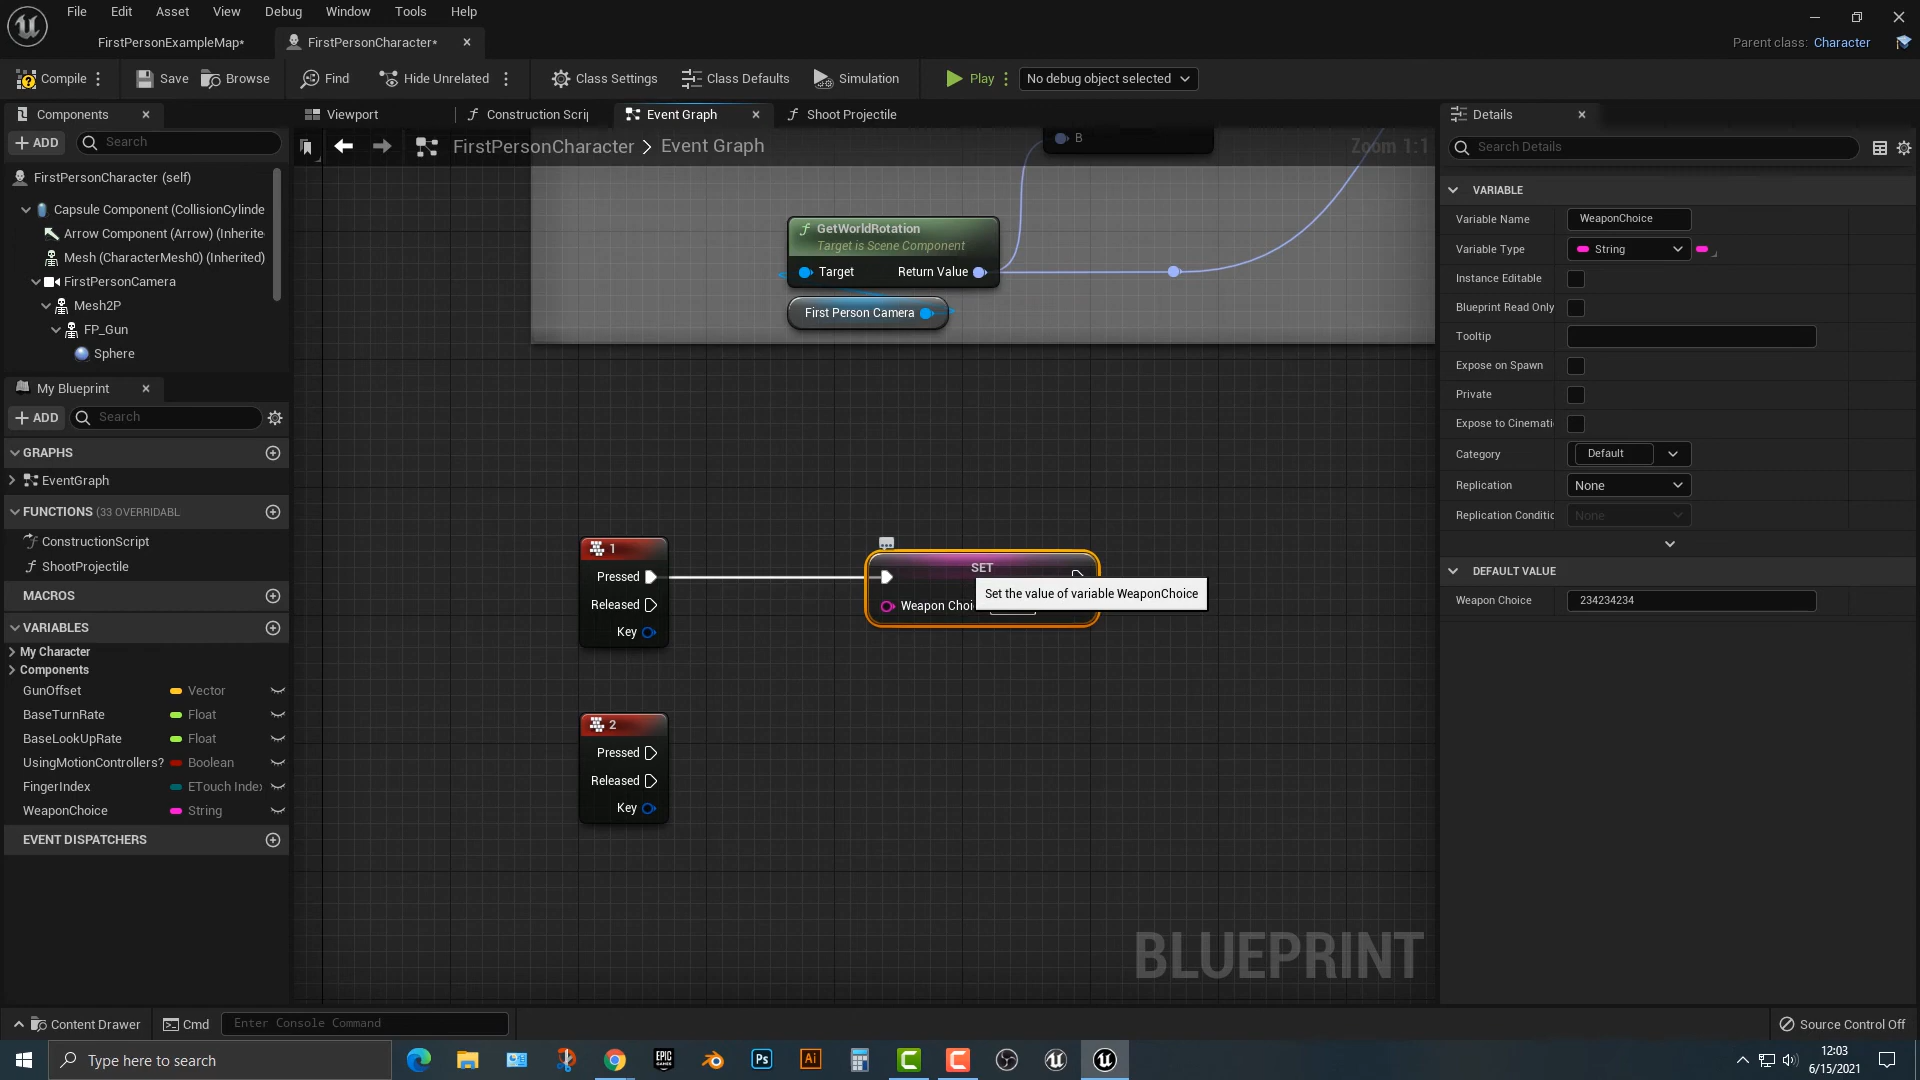 File Edit Asset View Debug Window Tools Help
FirstPersonExampleMap*
FirstPersonCharacter*
Parent class: Character
Compile
Save
Browse
Find
Hide Unrelated
Class Settings
Class Defaults
Simulation
Play
No debug object selected
Components
ADD
Search
FirstPersonCharacter (self)
Capsule Component (CollisionCylinde
Arrow Component (Arrow) (Inherite
Mesh (CharacterMesh0) (Inherited)
FirstPersonCamera
Mesh2P
FP_Gun
Sphere
My Blueprint
ADD
Search
GRAPHS
EventGraph
FUNCTIONS (33 OVERRIDABL
ConstructionScript
ShootProjectile
MACROS
VARIABLES
My Character
Components
GunOffset Vector
BaseTurnRate Float
BaseLookUpRate Float
UsingMotionControllers? Boolean
FingerIndex ETouch Index
WeaponChoice String
EVENT DISPATCHERS
Viewport
Construction Scri
Event Graph
Shoot Projectile
FirstPersonCharacter > Event Graph
Zoom 1:1
B
GetWorldRotation
Target is Scene Component
Target Return Value
First Person Camera
1
Pressed
Released
Key
SET
Weapon Choi
Set the value of variable WeaponChoice
2
Pressed
Released
Key
BLUEPRINT
Details
Search Details
VARIABLE
Variable Name WeaponChoice
Variable Type String
Instance Editable
Blueprint Read Only
Tooltip
Expose on Spawn
Private
Expose to Cinemati
Category Default
Replication None
Replication Conditic None
DEFAULT VALUE
Weapon Choice 234234234
Content Drawer
Cmd
Enter Console Command
Source Control Off
Type here to search
EPIC GAMES
Ps
Ai
12:03
6/15/2021